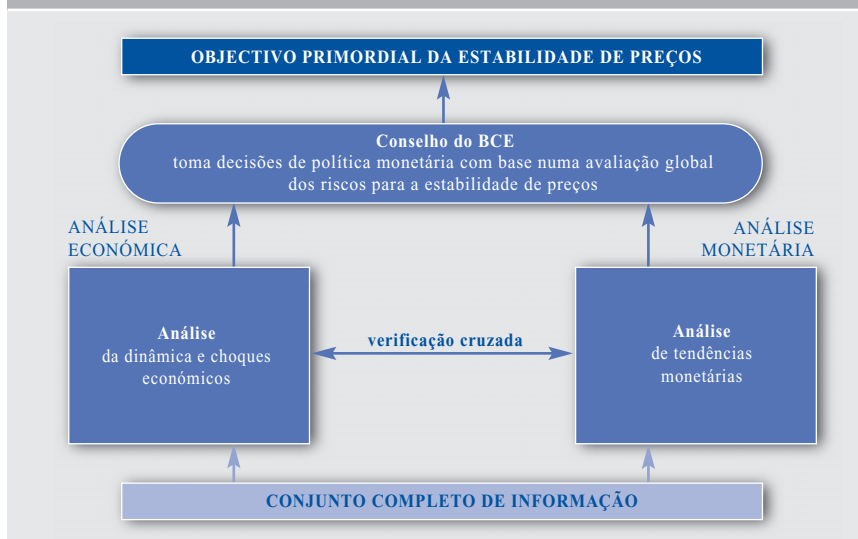 OBJECTIVO PRIMORDIAL DA ESTABILIDADE DE PREÇOS
Conselho do BCE
toma decisões de política monetária com base numa avaliação global
dos riscos para a estabilidade de preços
ANÁLISE
ECONÓMICA
ANÁLISE
MONETÁRIA
Análise
da dinâmica e choques
económicos
verificação cruzada
Análise
de tendências
monetárias
CONJUNTO COMPLETO DE INFORMAÇÃO